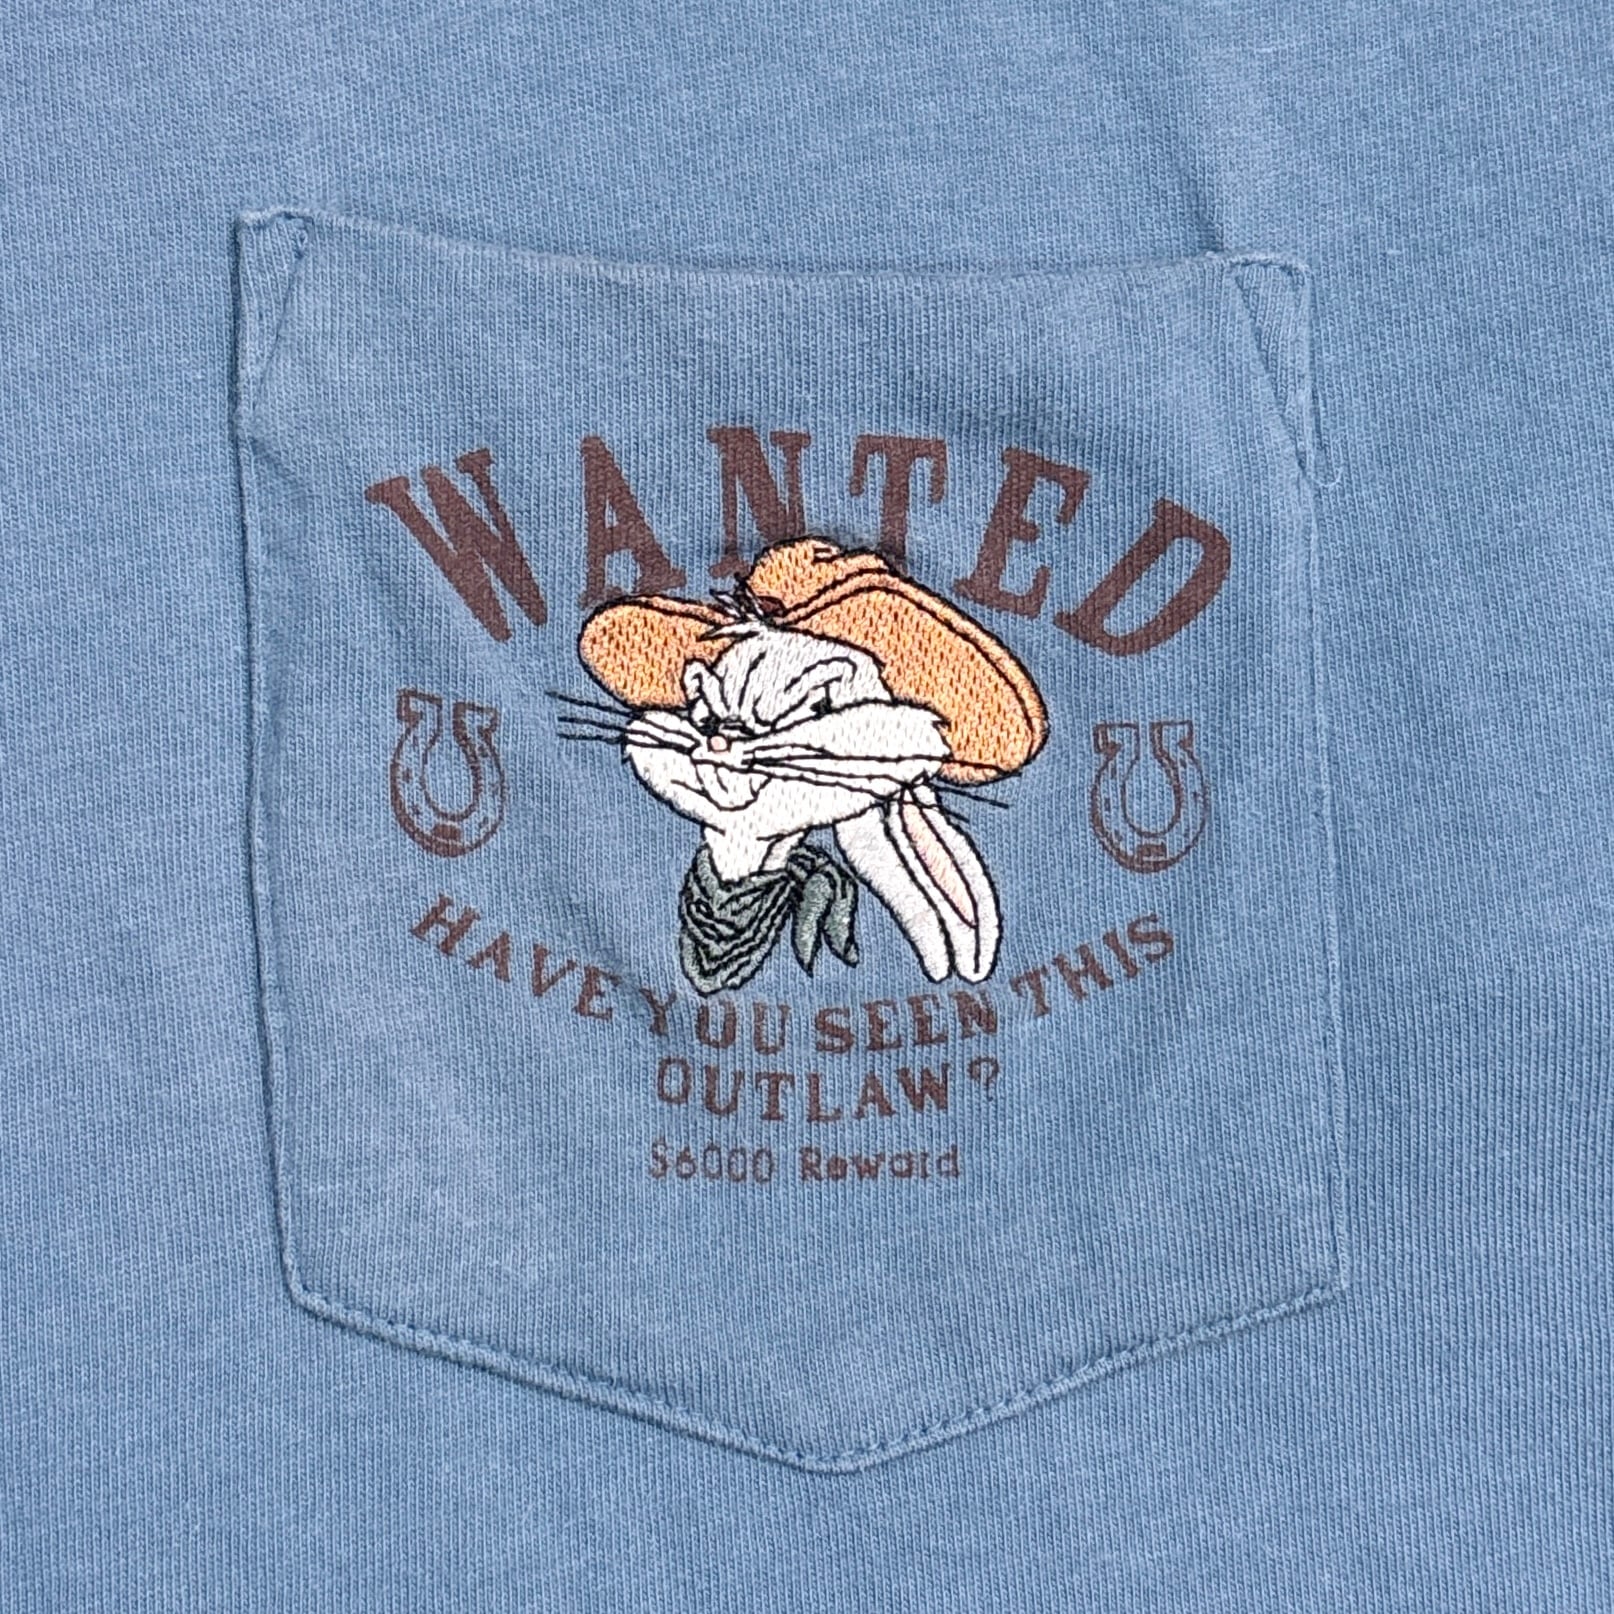 WANTED
HAVE YOU SEEN THIS
OUTLAW?
$6000 Reward